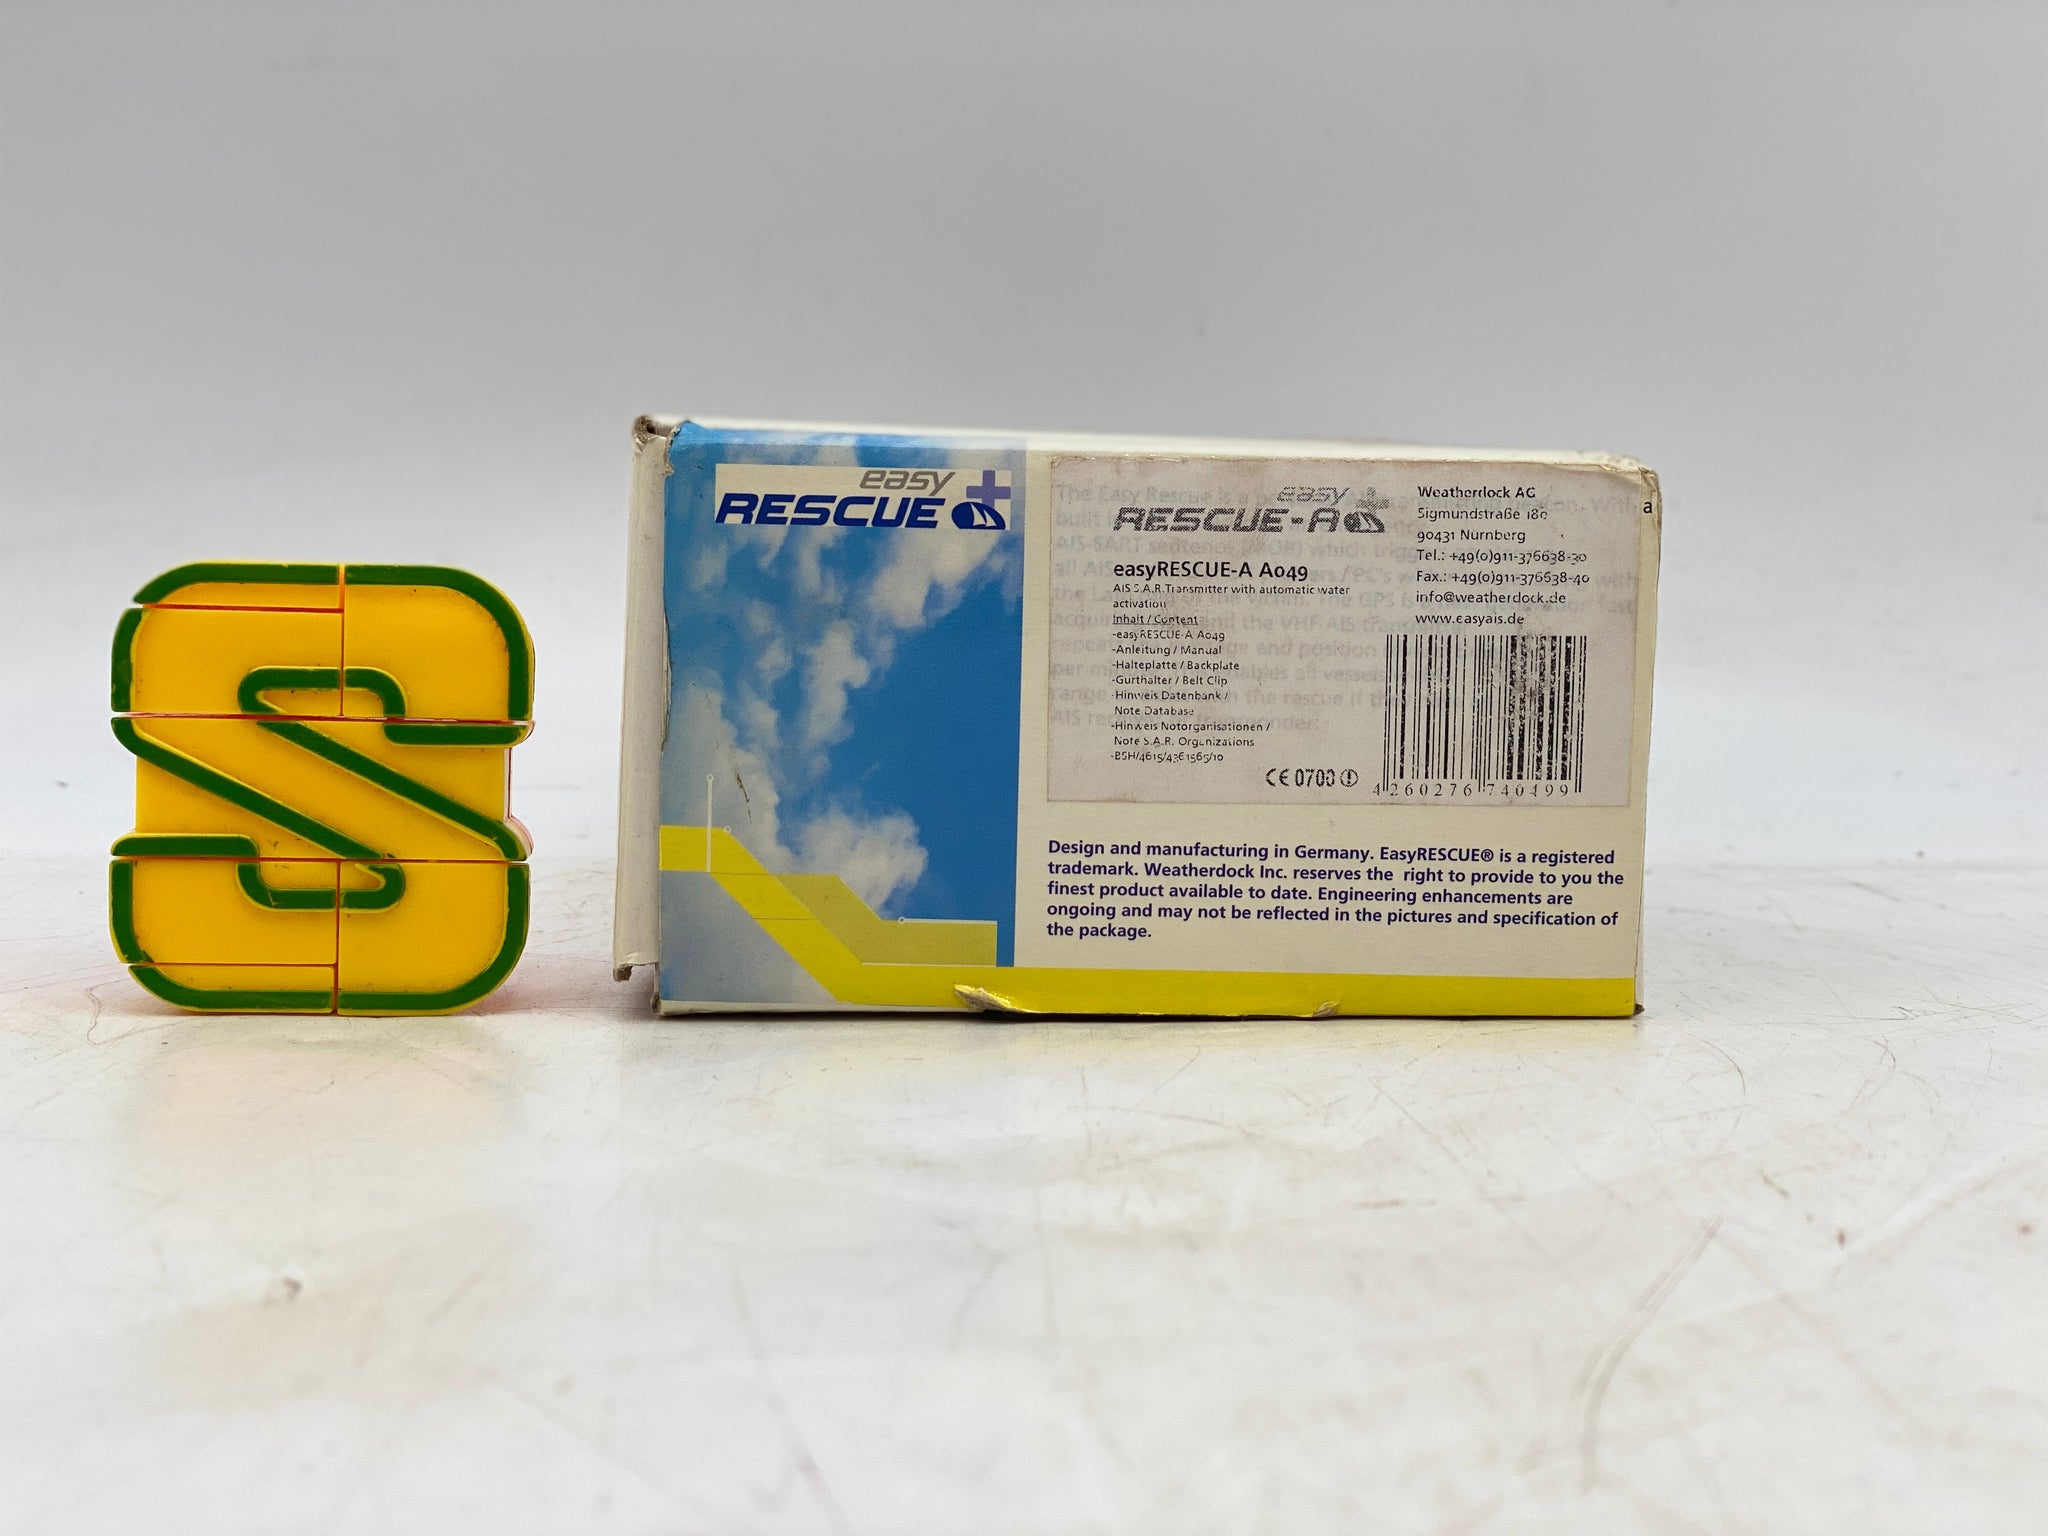 S
easy
RESCUE
easy
RESCUE-A
easyRESCUE-A A049
AIS S.A.R.Transmitter with automatic water
activation
Inhalt / Content
-easyRESCUE-A A049
-Anleitung / Manual
-Halteplatte / Backplate
-Gurthalter / Belt Clip
-Hinweis Datenbank /
Note Database
-Hinweis Notorganisationen /
Note S.A.R. Organizations
-BSH/4615/4361565/10
CE 0700
Weatherdock AG
Sigmundstraße 180
90431 Nürnberg
Tel.: +49(0)911-376638-30
Fax.: +49(0)911-376638-40
info@weatherdock.de
www.easyais.de
4 260276 740499
a
Design and manufacturing in Germany. EasyRESCUE® is a registered
trademark. Weatherdock Inc. reserves the right to provide to you the
finest product available to date. Engineering enhancements are
ongoing and may not be reflected in the pictures and specification of
the package.